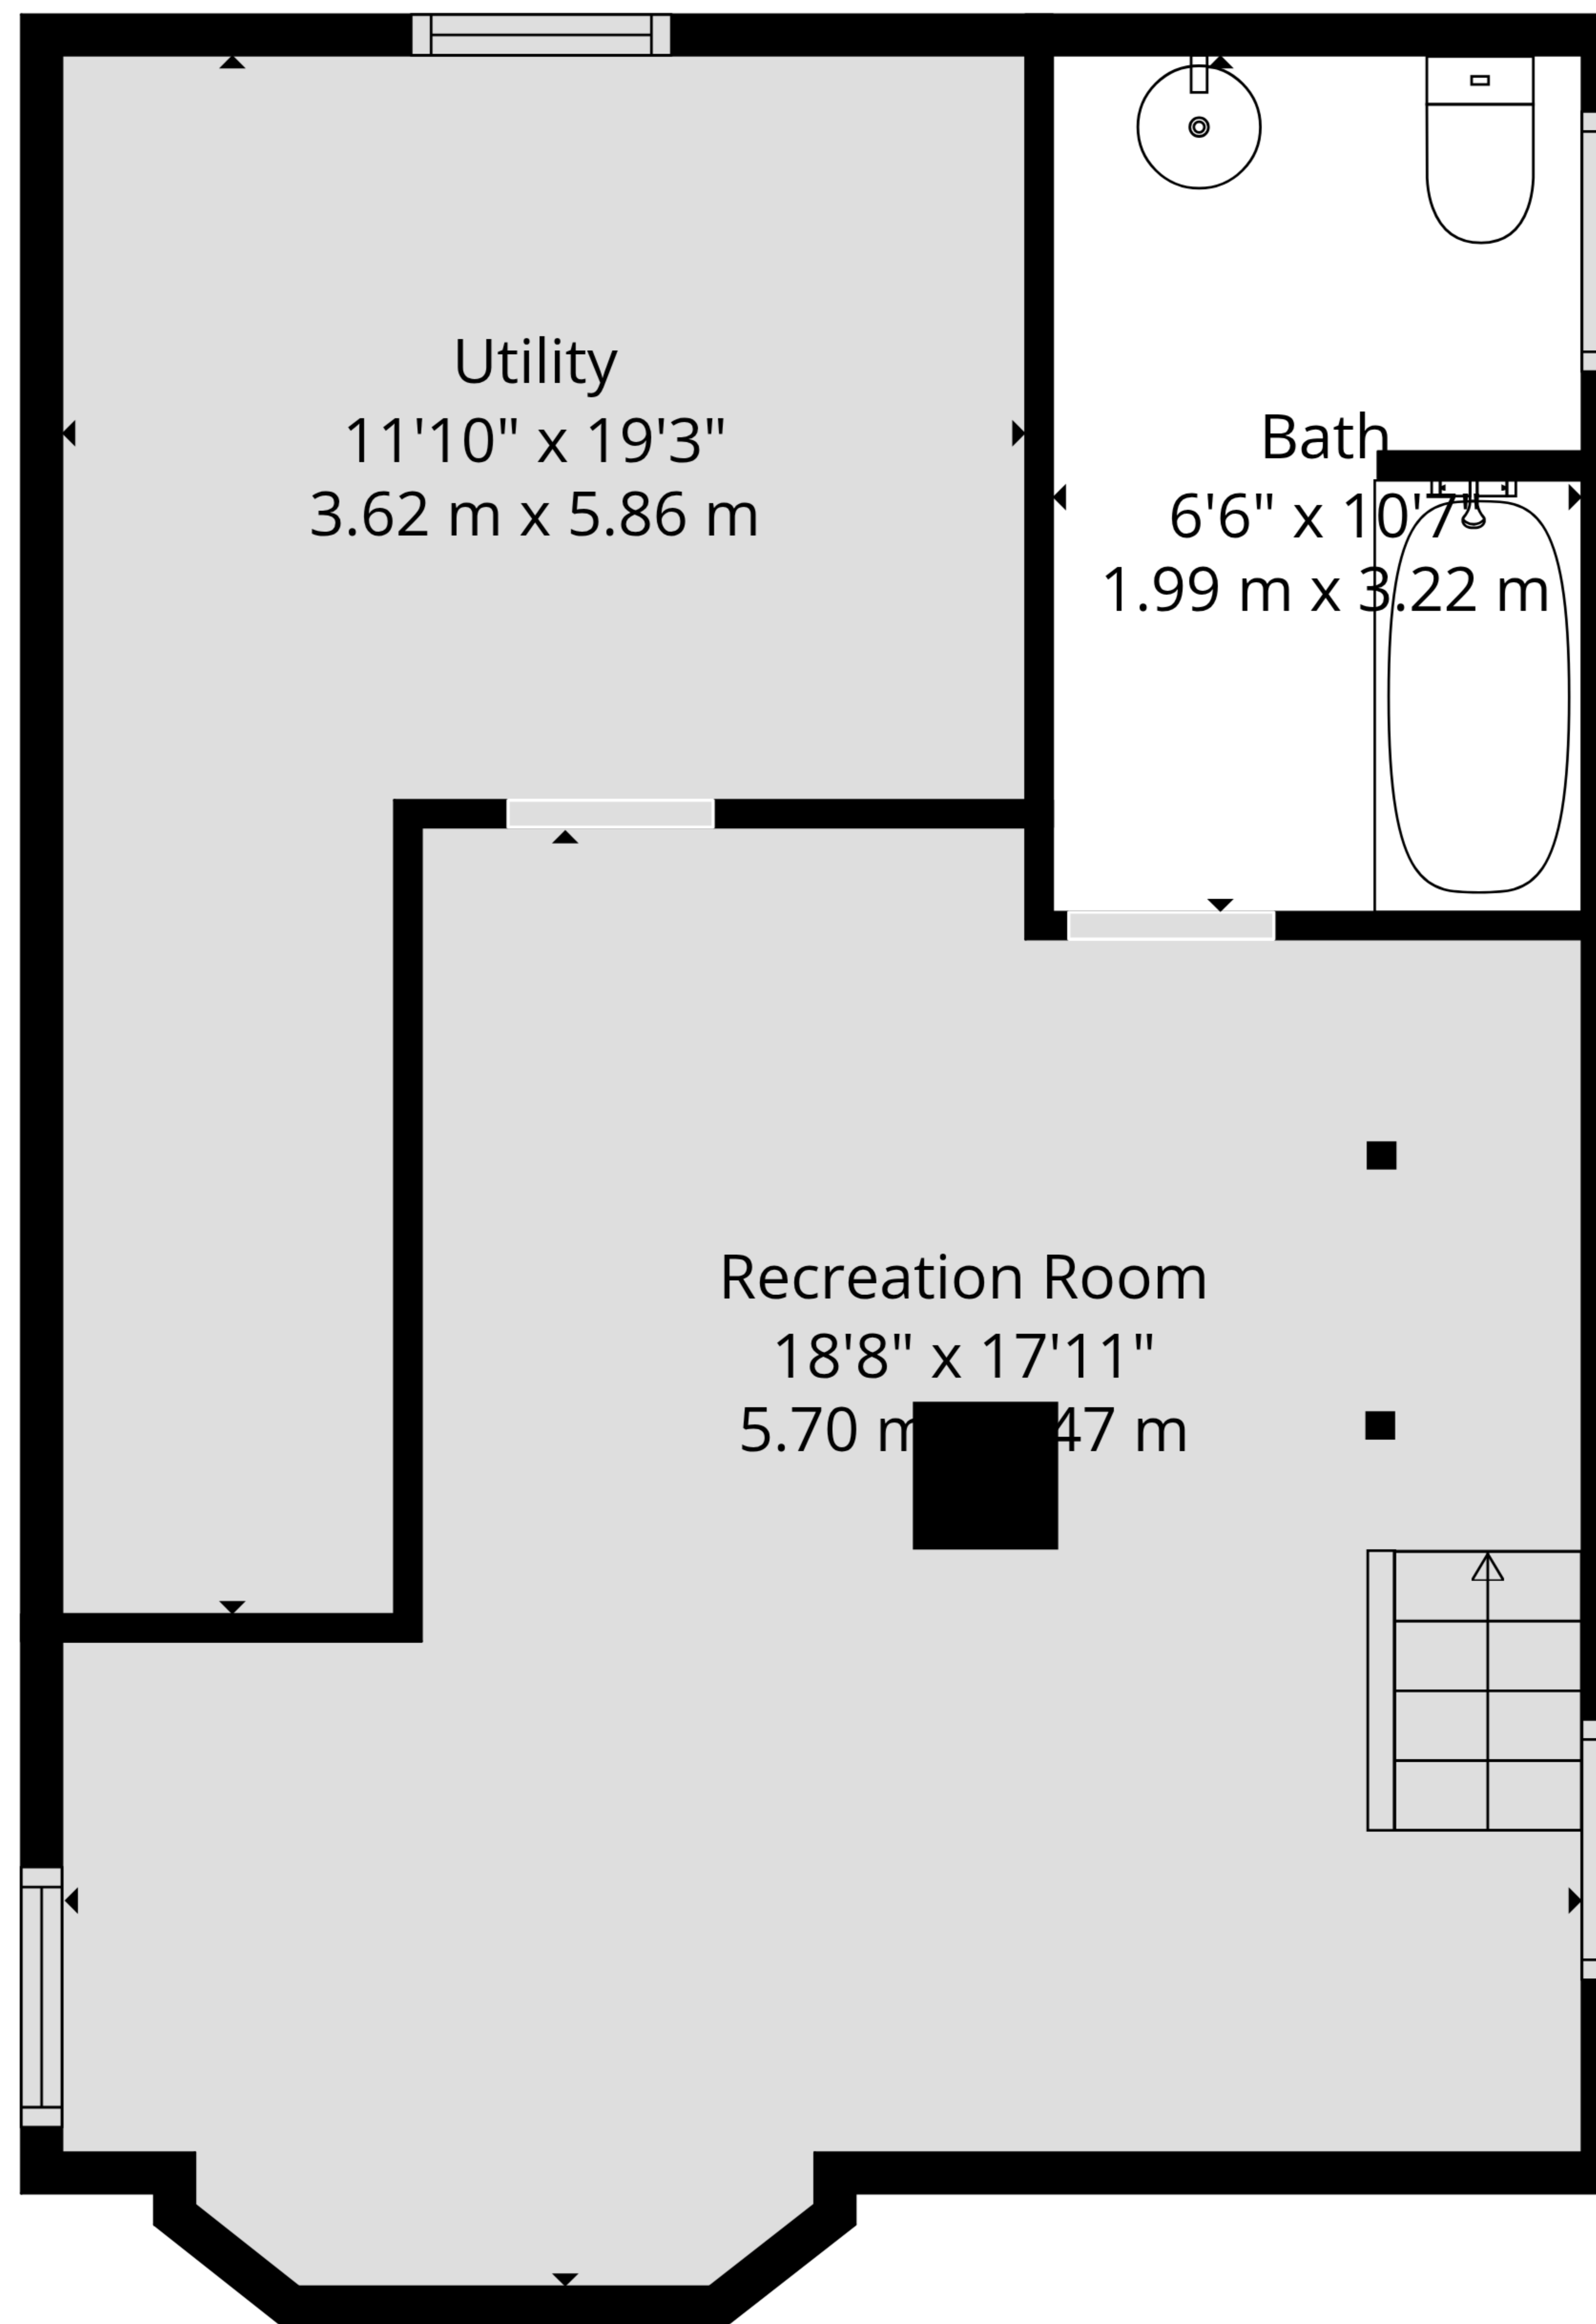 Utility
11'10" x 19'3"
3.62 m x 5.86 m
Bath
6'6" x 10'7"
1.99 m x 3.22 m
Recreation Room
18'8" x 17'11"
5.70 m 47 m